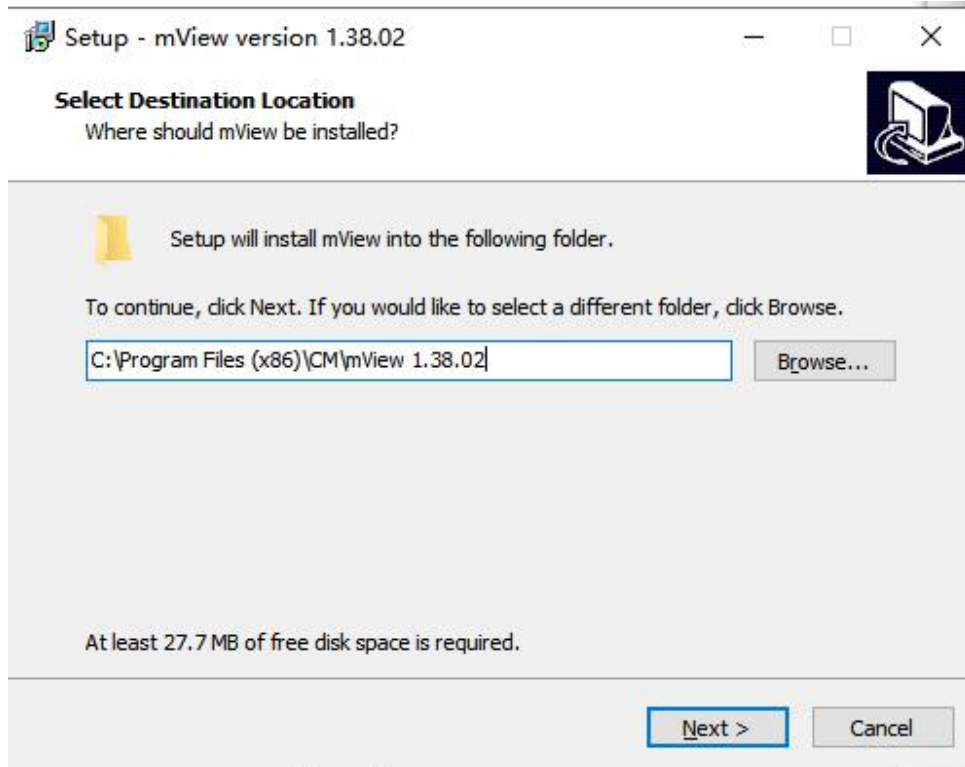 Setup - mView version 1.38.02
Select Destination Location
Where should mView be installed?
Setup will install mView into the following folder.
To continue, click Next. If you would like to select a different folder, click Browse.
C:\Program Files (x86)\CM\mView 1.38.02
Browse...
At least 27.7 MB of free disk space is required.
Next >
Cancel